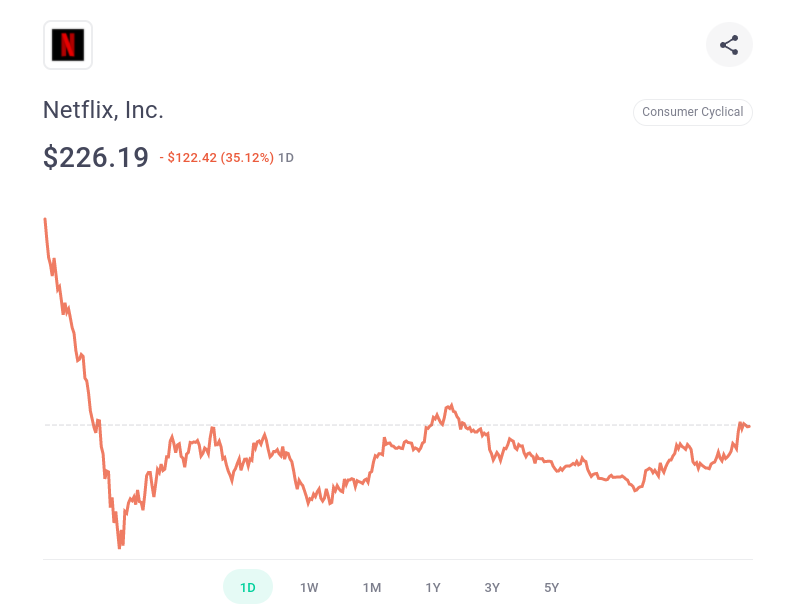 N
Netflix, Inc.
Consumer Cyclical
$226.19 - $122.42 (35.12%) 1D
1D 1W 1M 1Y 3Y 5Y